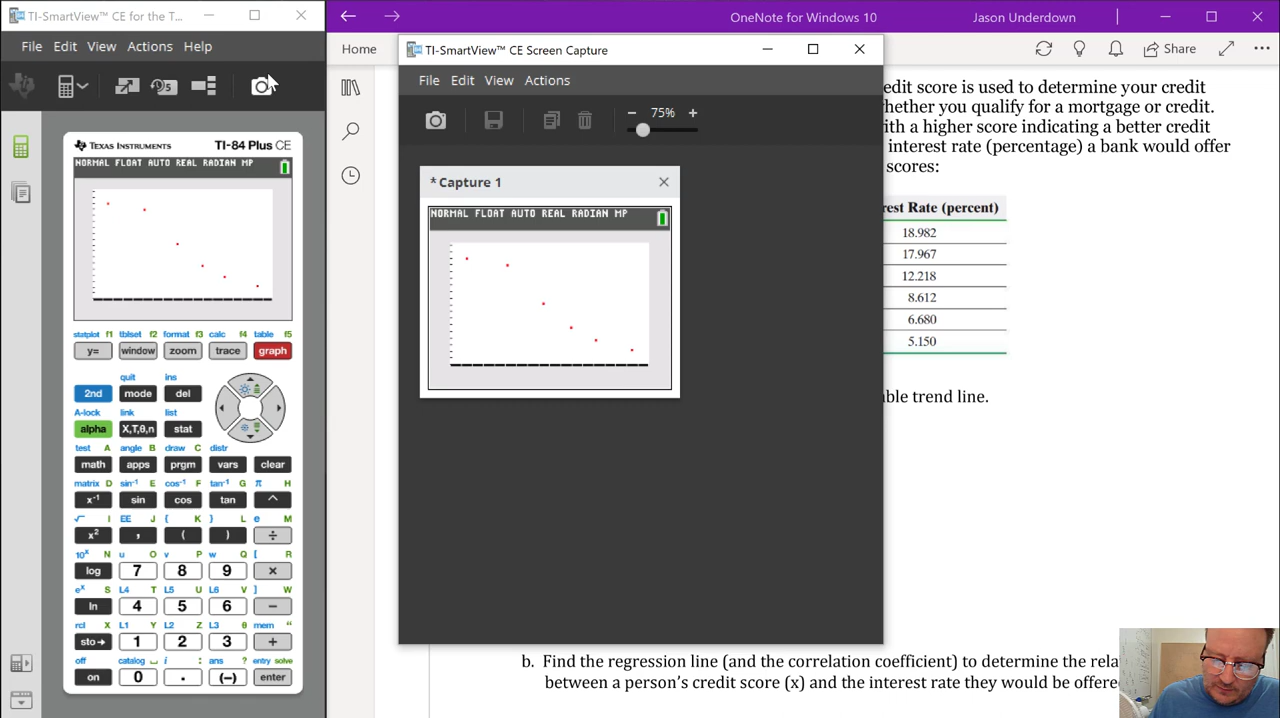 TI-SmartView™ CE for the T...
File Edit View Actions Help
TEXAS INSTRUMENTS TI-84 Plus CE
NORMAL FLOAT AUTO REAL RADIAN MP
statplot f1 tblset f2 format f3 calc f4 table f5
y= window zoom trace graph
quit ins
2nd mode del
A-lock link list
alpha X,T,θ,n stat
test A angle B draw C distr
math apps prgm vars clear
matrix D sin⁻¹ E cos⁻¹ F tan⁻¹ G π H
x⁻¹ sin cos tan ^
√ I EE J { K } L e M
x² , ( ) ÷
10ˣ N u O v P w Q [ R
log 7 8 9 ×
eˣ S L4 T L5 U L6 V ] W
ln 4 5 6 −
rcl X L1 Y L2 Z L3 θ mem "
sto→ 1 2 3 +
off catalog ⎵ i : ans ? entry solve
on 0 . (−) enter
OneNote for Windows 10 Jason Underdown
Home Share
TI-SmartView™ CE Screen Capture
File Edit View Actions
75%
*Capture 1
NORMAL FLOAT AUTO REAL RADIAN MP
edit score is used to determine your credit
hether you qualify for a mortgage or credit.
ith a higher score indicating a better credit
interest rate (percentage) a bank would offer
scores:
rest Rate (percent)
18.982
17.967
12.218
8.612
6.680
5.150
able trend line.
b. Find the regression line (and the correlation coefficient) to determine the rela
between a person's credit score (x) and the interest rate they would be offere